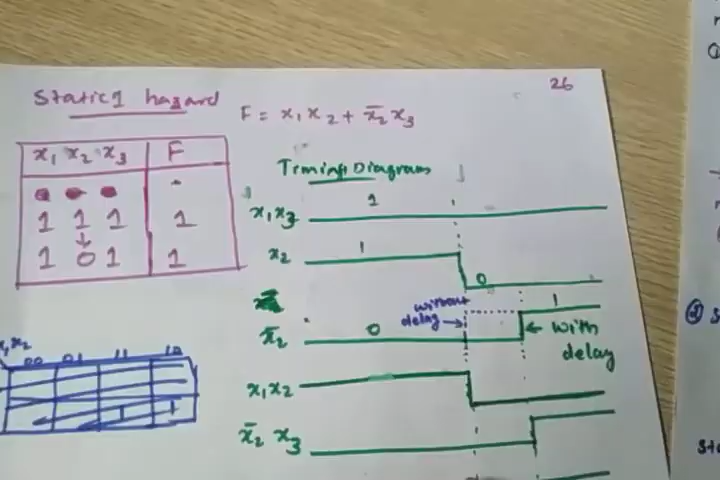 26
Static 1 hazard
F = x₁x₂ + x̄₂x₃
x₁ x₂ x₃ F
1 1 1 1
↓
1 0 1 1
Timing Diagram
x₁x₃ 1
x₂ 1 0
without delay →
x̄₂ 0 1
← with delay
x₁x₂
x̄₂ x₃
x₁x₂
00 01 11 10